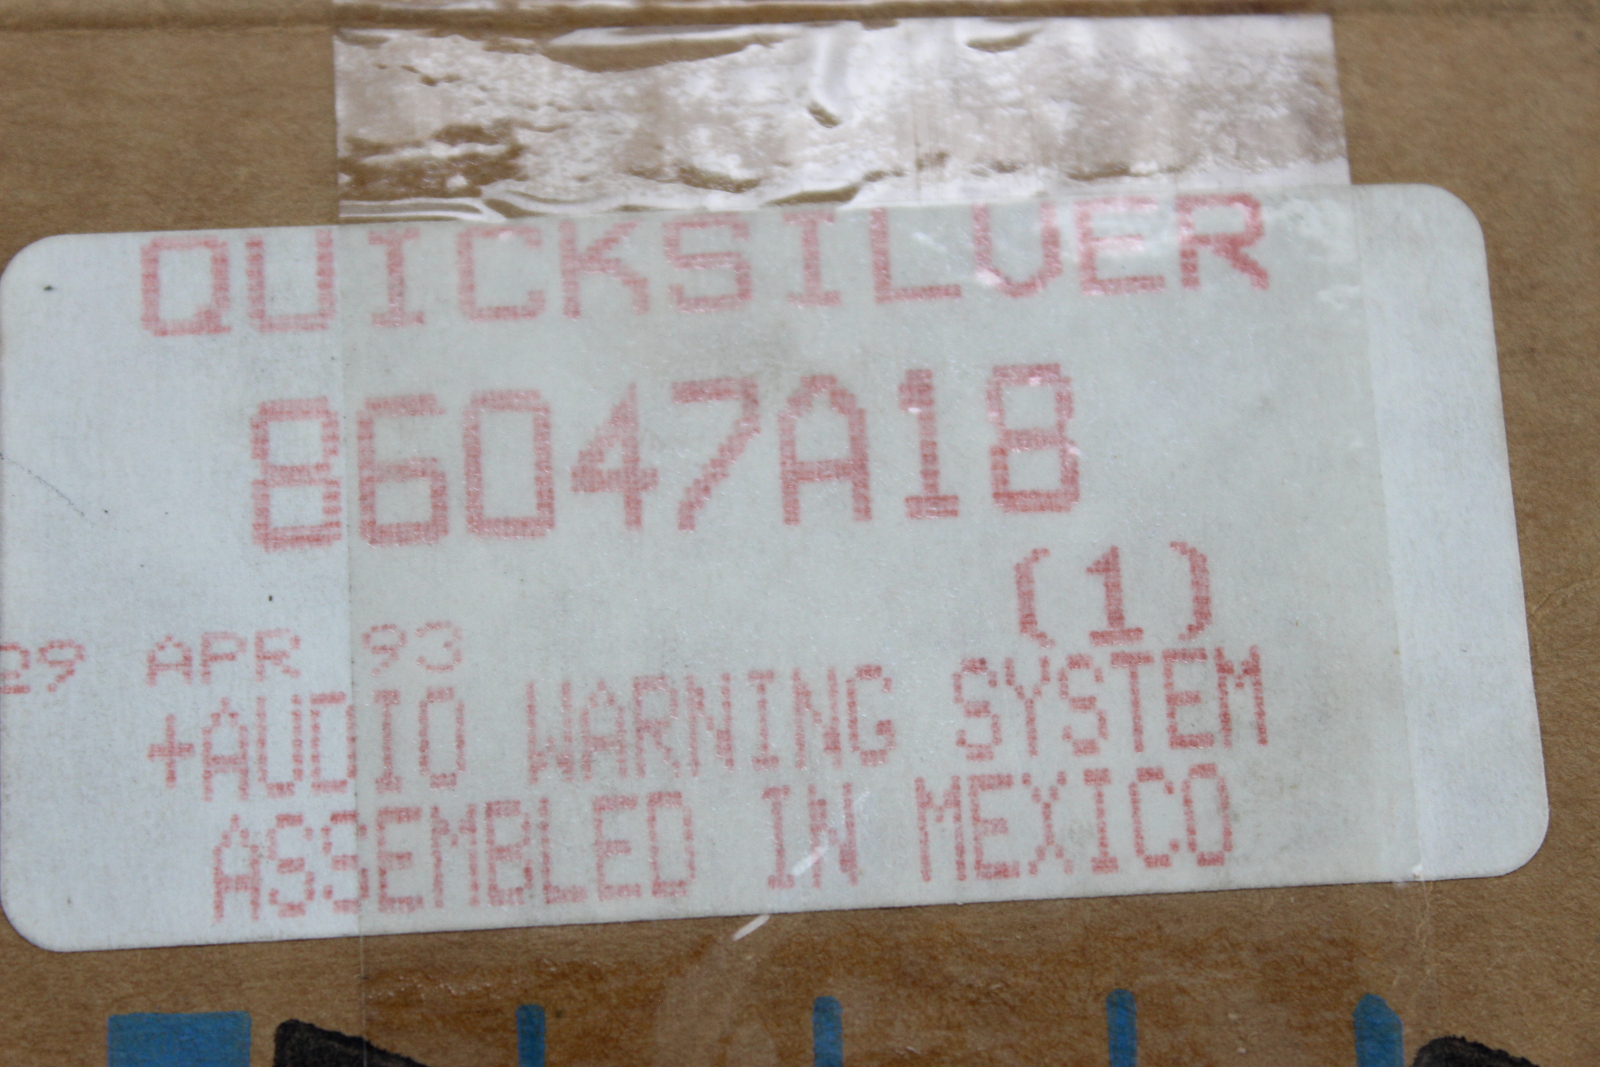 QUICKSILVER
86047A18
(1)
29 APR 93
+AUDIO WARNING SYSTEM
ASSEMBLED IN MEXICO